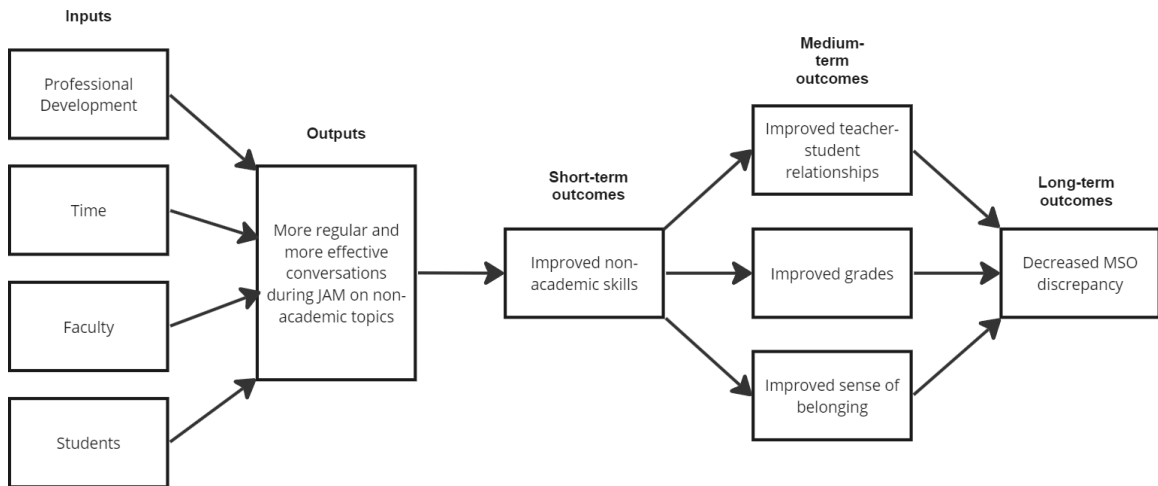 Inputs
Professional
Development
Time
Faculty
Students
Outputs
More regular and
more effective
conversations
during JAM on non-
academic topics
Short-term
outcomes
Improved non-
academic skills
Medium-
term
outcomes
Improved teacher-
student
relationships
Improved grades
Improved sense of
belonging
Long-term
outcomes
Decreased MSO
discrepancy